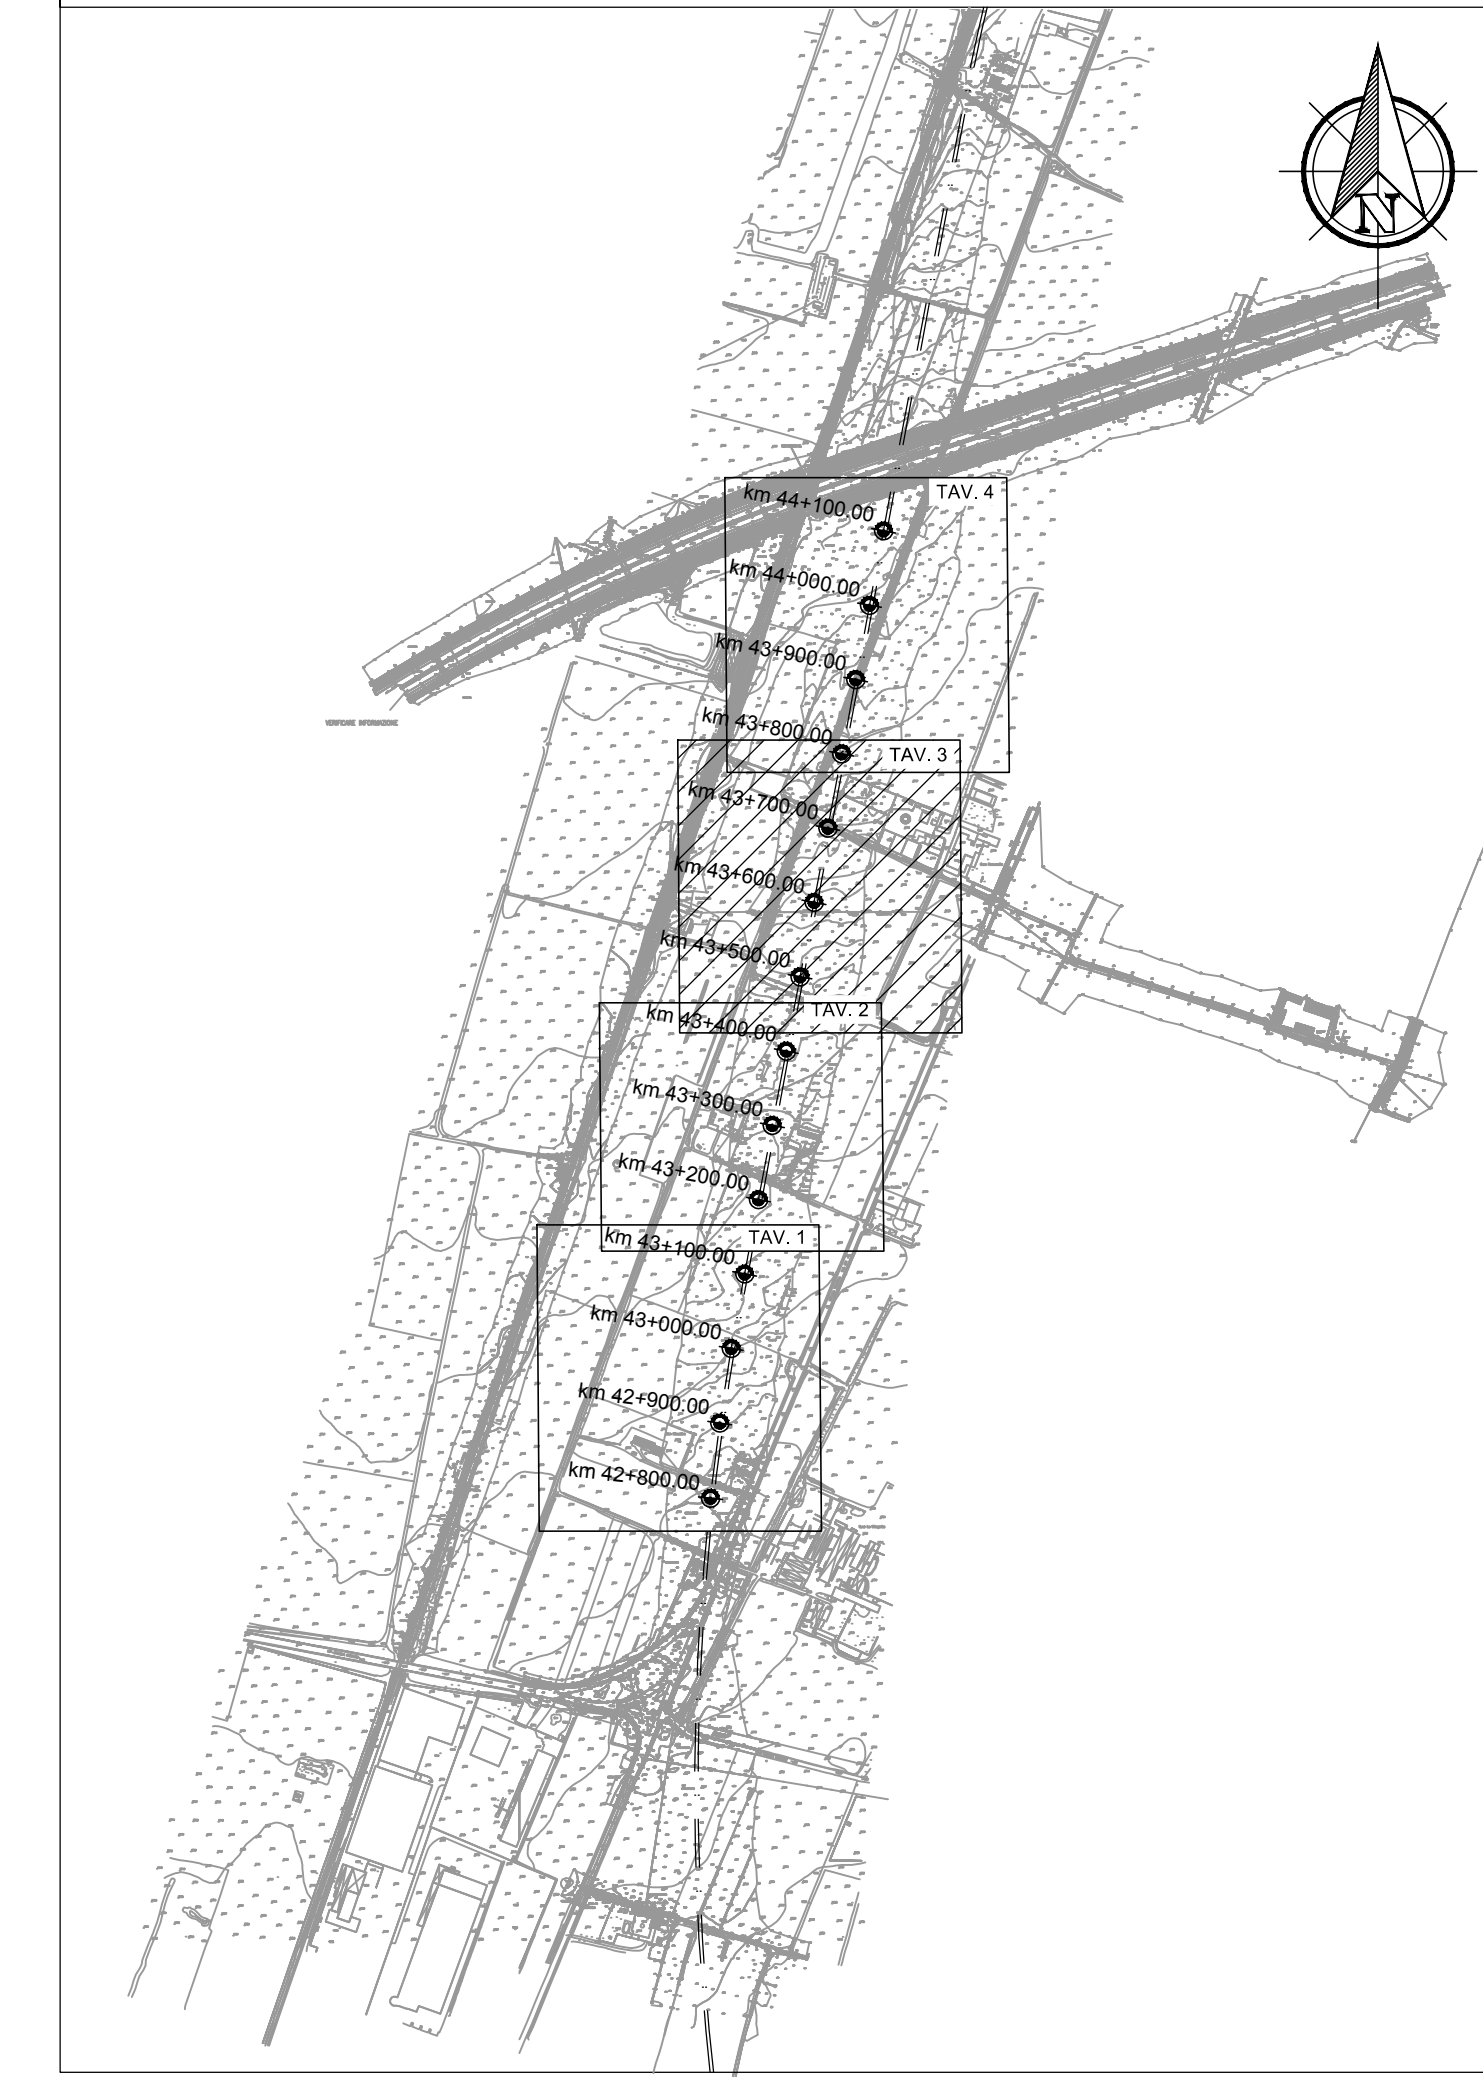 N
TAV. 4
km 44+100.00
km 44+000.00
km 43+900.00
km 43+800.00
VERIFICARE INFORMAZIONE
TAV. 3
km 43+700.00
km 43+600.00
km 43+500.00
TAV. 2
km 43+400.00
km 43+300.00
km 43+200.00
TAV. 1
km 43+100.00
km 43+000.00
km 42+900.00
km 42+800.00